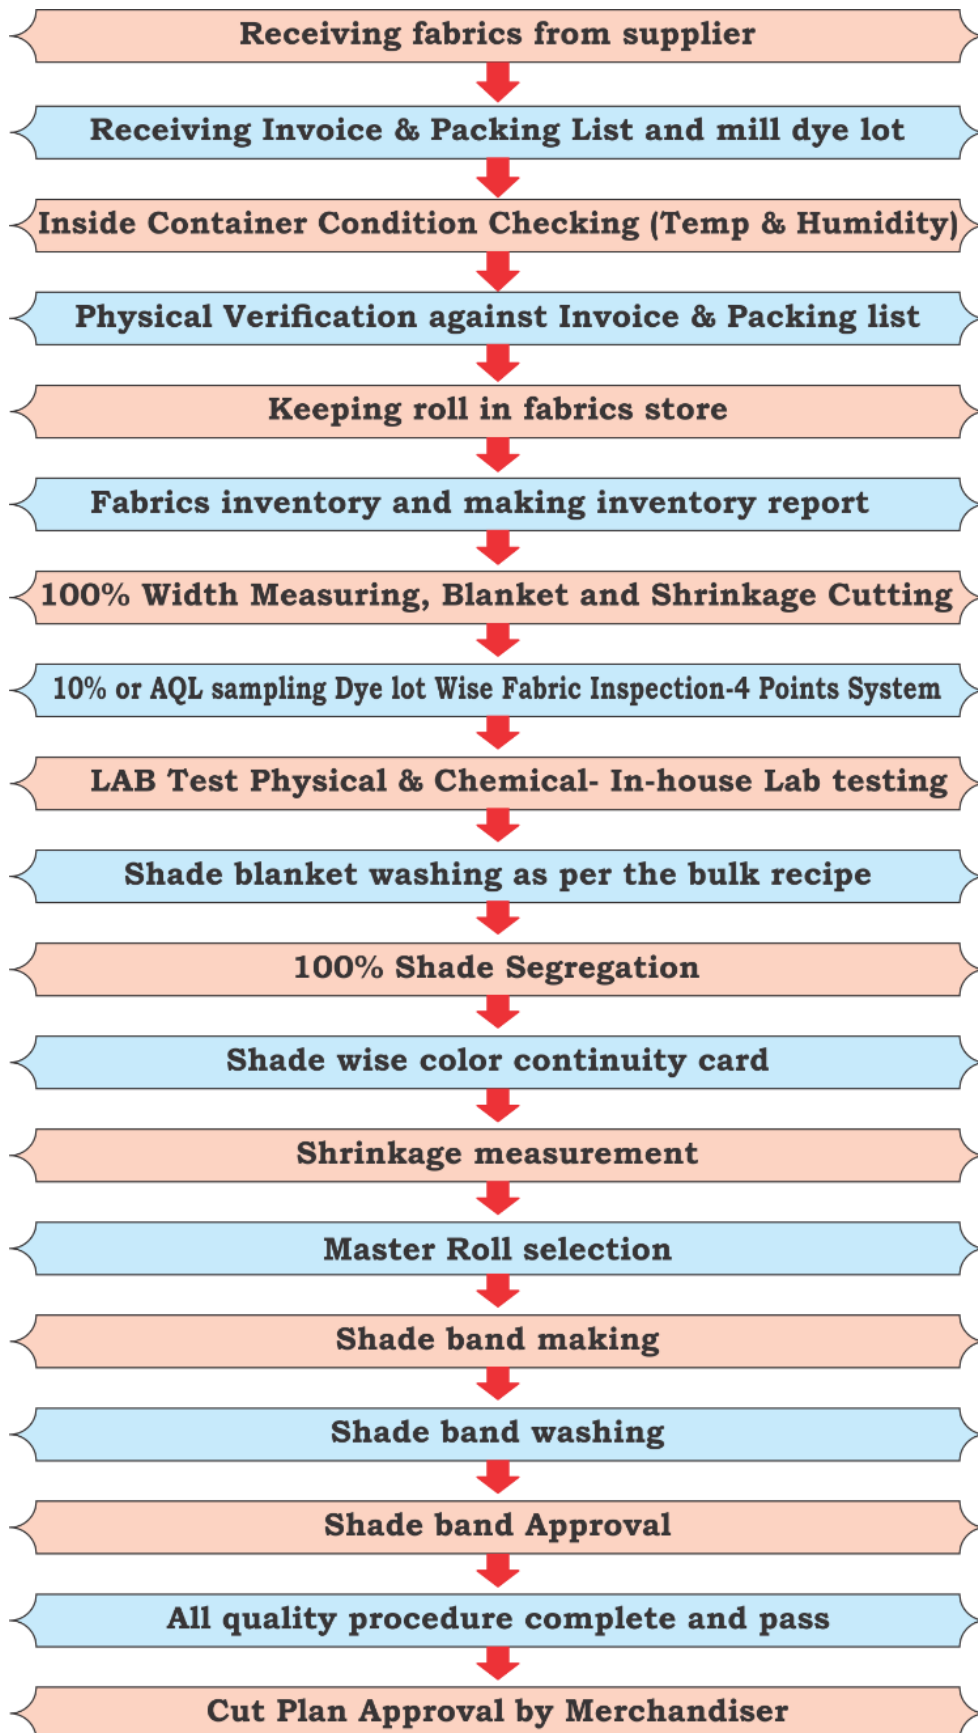 Receiving fabrics from supplier
Receiving Invoice & Packing List and mill dye lot
Inside Container Condition Checking (Temp & Humidity)
Physical Verification against Invoice & Packing list
Keeping roll in fabrics store
Fabrics inventory and making inventory report
100% Width Measuring, Blanket and Shrinkage Cutting
10% or AQL sampling Dye lot Wise Fabric Inspection-4 Points System
LAB Test Physical & Chemical- In-house Lab testing
Shade blanket washing as per the bulk recipe
100% Shade Segregation
Shade wise color continuity card
Shrinkage measurement
Master Roll selection
Shade band making
Shade band washing
Shade band Approval
All quality procedure complete and pass
Cut Plan Approval by Merchandiser